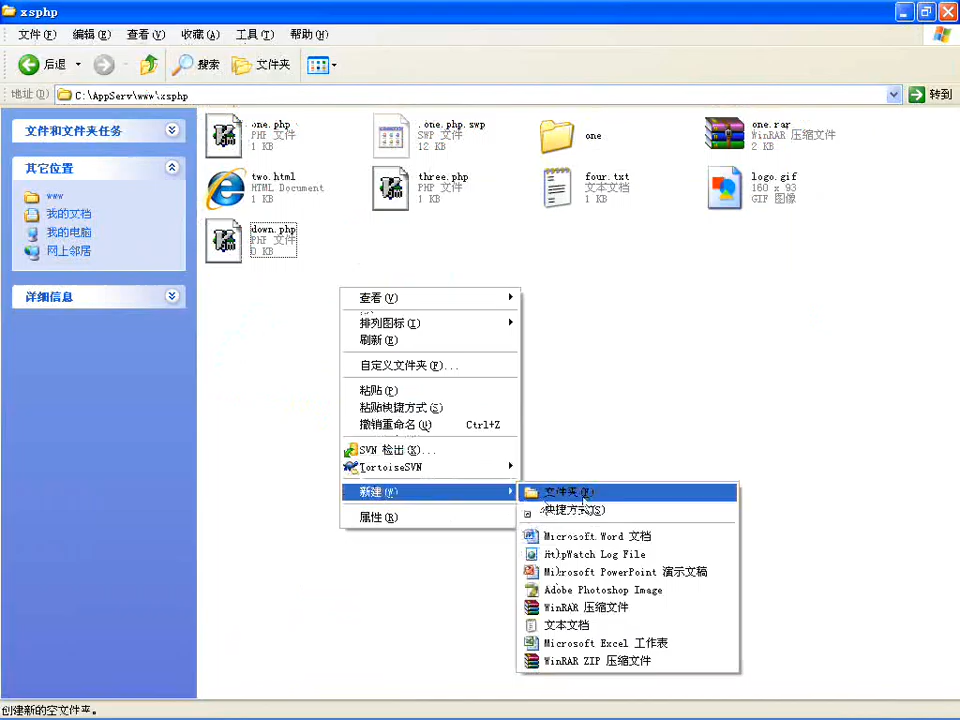 xsphp
文件(F) 编辑(E) 查看(V) 收藏(A) 工具(T) 帮助(H)
后退 搜索 文件夹
地址(D) C:\AppServ\www\xsphp 转到
文件和文件夹任务
其它位置
www
我的文档
我的电脑
网上邻居
详细信息
one.php
PHP 文件
1 KB
.one.php.swp
SWP 文件
12 KB
one
one.rar
WinRAR 压缩文件
2 KB
two.html
HTML Document
1 KB
three.php
PHP 文件
1 KB
four.txt
文本文档
1 KB
logo.gif
160 x 93
GIF 图像
down.php
PHP 文件
0 KB
查看(V)
排列图标(I)
刷新(E)
自定义文件夹(F)...
粘贴(P)
粘贴快捷方式(S)
撤销重命名(U) Ctrl+Z
SVN 检出(K)...
TortoiseSVN
新建(W)
属性(R)
文件夹(F)
快捷方式(S)
Microsoft Word 文档
HttpWatch Log File
Microsoft PowerPoint 演示文稿
Adobe Photoshop Image
WinRAR 压缩文件
文本文档
Microsoft Excel 工作表
WinRAR ZIP 压缩文件
创建新的空文件夹。